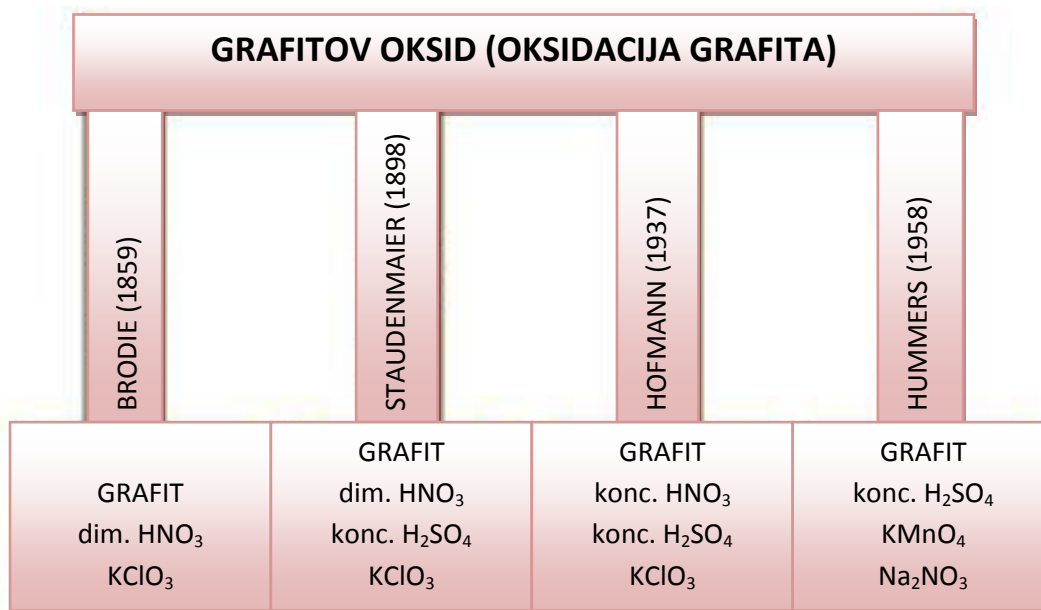 GRAFITOV OKSID (OKSIDACIJA GRAFITA)
BRODIE (1859)
STAUDENMAIER (1898)
HOFMANN (1937)
HUMMERS (1958)
GRAFIT
dim. HNO₃
KClO₃
GRAFIT
dim. HNO₃
konc. H₂SO₄
KClO₃
GRAFIT
konc. HNO₃
konc. H₂SO₄
KClO₃
GRAFIT
konc. H₂SO₄
KMnO₄
Na₂NO₃